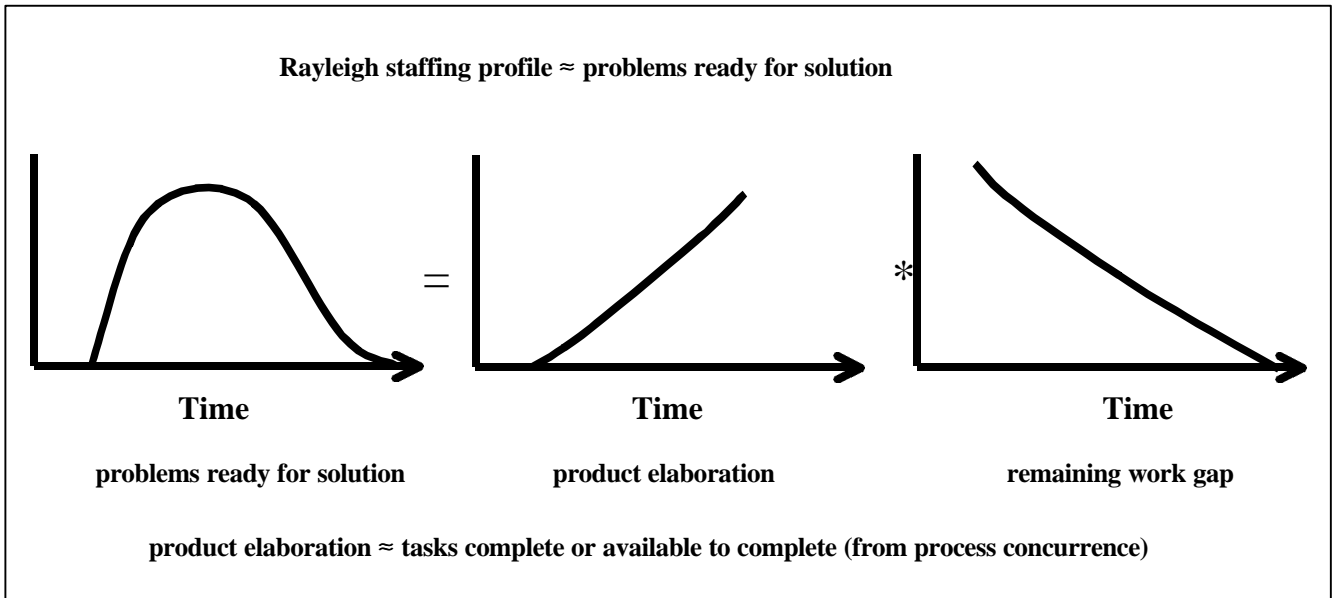 Rayleigh staffing profile ≈ problems ready for solution
= *
Time Time Time
problems ready for solution product elaboration remaining work gap
product elaboration ≈ tasks complete or available to complete (from process concurrence)